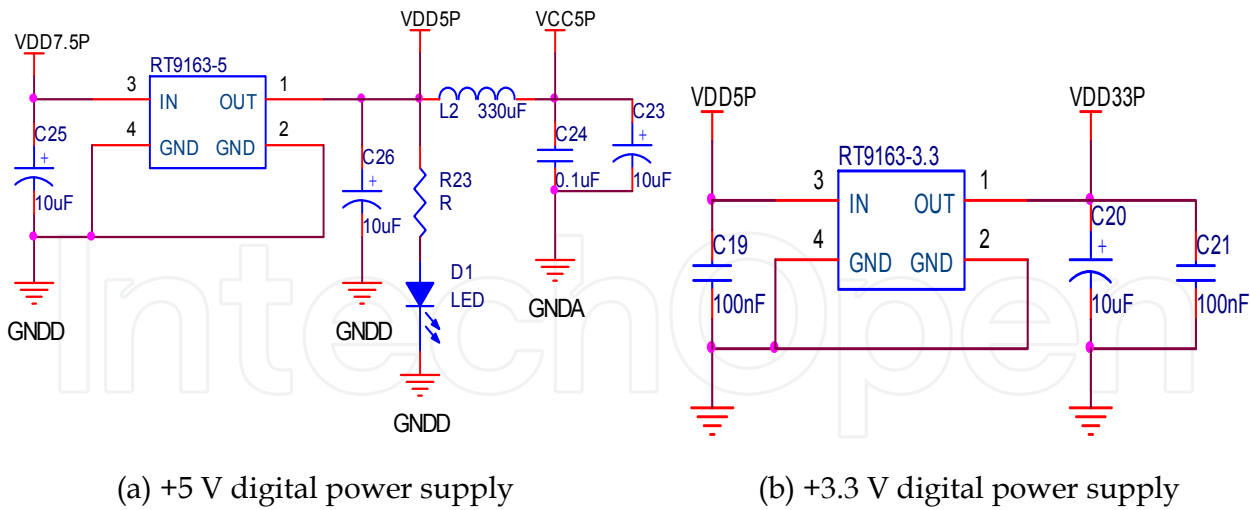 VDD7.5P
VDD5P
VCC5P
RT9163-5
3
IN
OUT
1
4
GND
GND
2
C25
+
10uF
GNDD
C26
+
10uF
GNDD
L2
330uF
R23
R
D1
LED
GNDD
C24
0.1uF
C23
+
10uF
GNDA
(a) +5 V digital power supply
VDD5P
VDD33P
RT9163-3.3
3
IN
OUT
1
4
GND
GND
2
C19
100nF
C20
+
10uF
C21
100nF
(b) +3.3 V digital power supply
IntechOpen